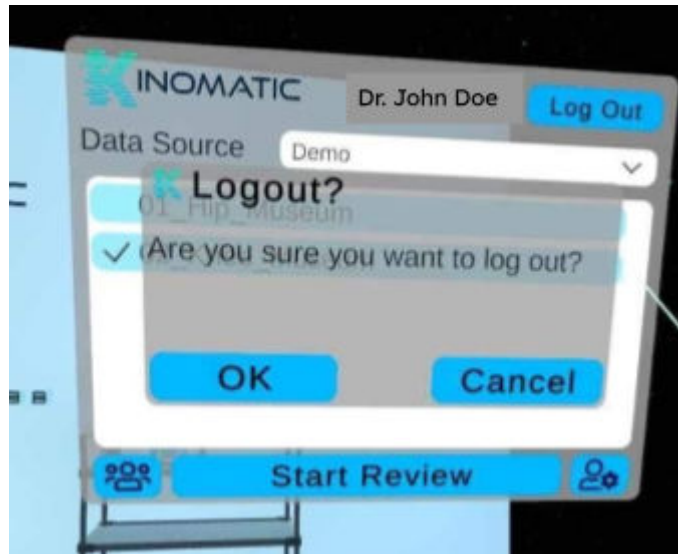 KINOMATIC
Dr. John Doe
Log Out
Data Source
Demo
Logout?
01_Hip_Museum
Are you sure you want to log out?
OK
Cancel
Start Review